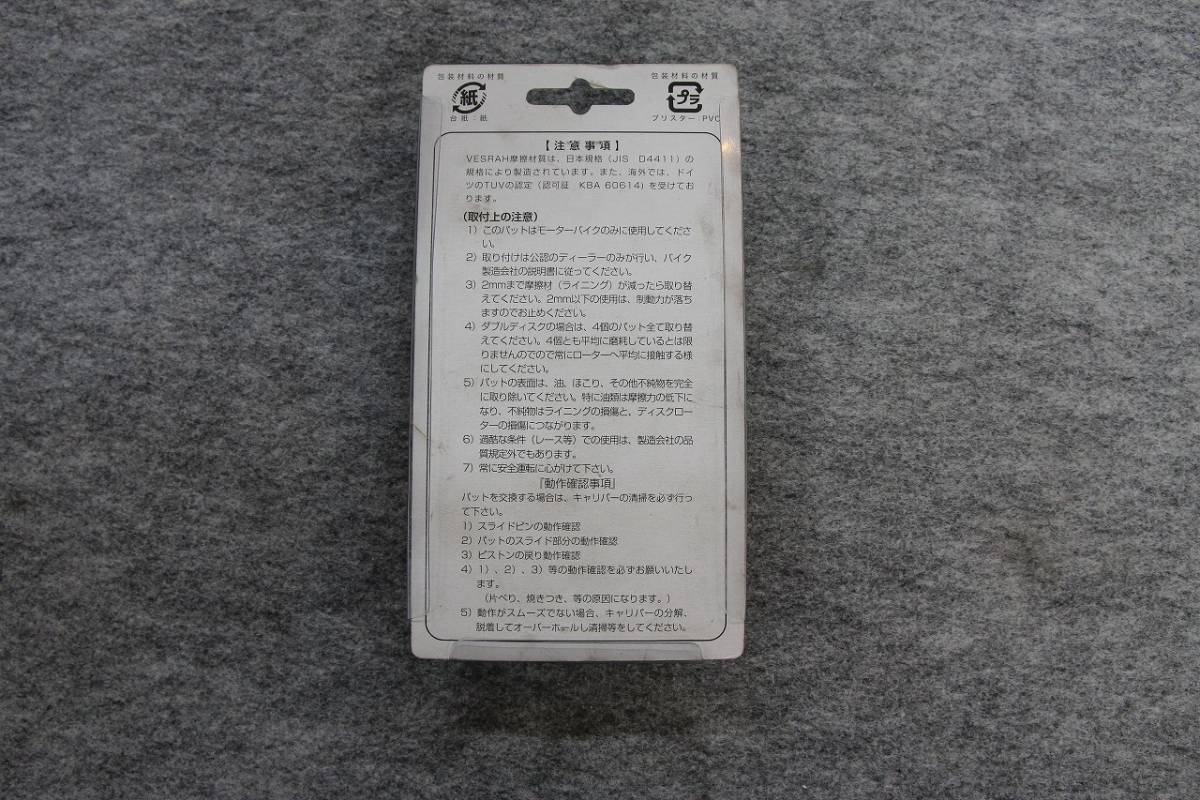 包装材料の材質
紙
台紙:紙
包装材料の材質
プラ
ブリスター:PVC
【注意事項】
VESRAH摩擦材質は、日本規格(JIS D4411)の
規格により製造されています。また、海外では、ドイ
ツのTUVの認定(認可証 KBA 60614)を受けてお
ります。
(取付上の注意)
1)このパットはモーターバイクのみに使用してくださ
い。
2)取り付けは公認のディーラーのみが行い、バイク
製造会社の説明書に従ってください。
3)2mmまで摩擦材(ライニング)が減ったら取り替
えてください。2mm以下の使用は、制動力が落ち
ますのでお止めください。
4)ダブルディスクの場合は、4個のパット全て取り替
えてください。4個とも平均に磨耗しているとは限
りませんのでので常にローターへ平均に接触する様
にしてください。
5)パットの表面は、油、ほこり、その他不純物を完全
に取り除いてください。特に油類は摩擦力の低下に
なり、不純物はライニングの損傷と、ディスクロー
ターの損傷につながります。
6)過酷な条件(レース等)での使用は、製造会社の品
質規定外でもあります。
7)常に安全運転に心がけて下さい。
『動作確認事項』
パットを交換する場合は、キャリパーの清掃を必ず行っ
て下さい。
1)スライドピンの動作確認
2)パットのスライド部分の動作確認
3)ピストンの戻り動作確認
4)1)、2)、3)等の動作確認を必ずお願いいたし
ます。
(片べり、焼きつき、等の原因になります。)
5)動作がスムーズでない場合、キャリパーの分解、
脱着してオーバーホールし清掃等をしてください。